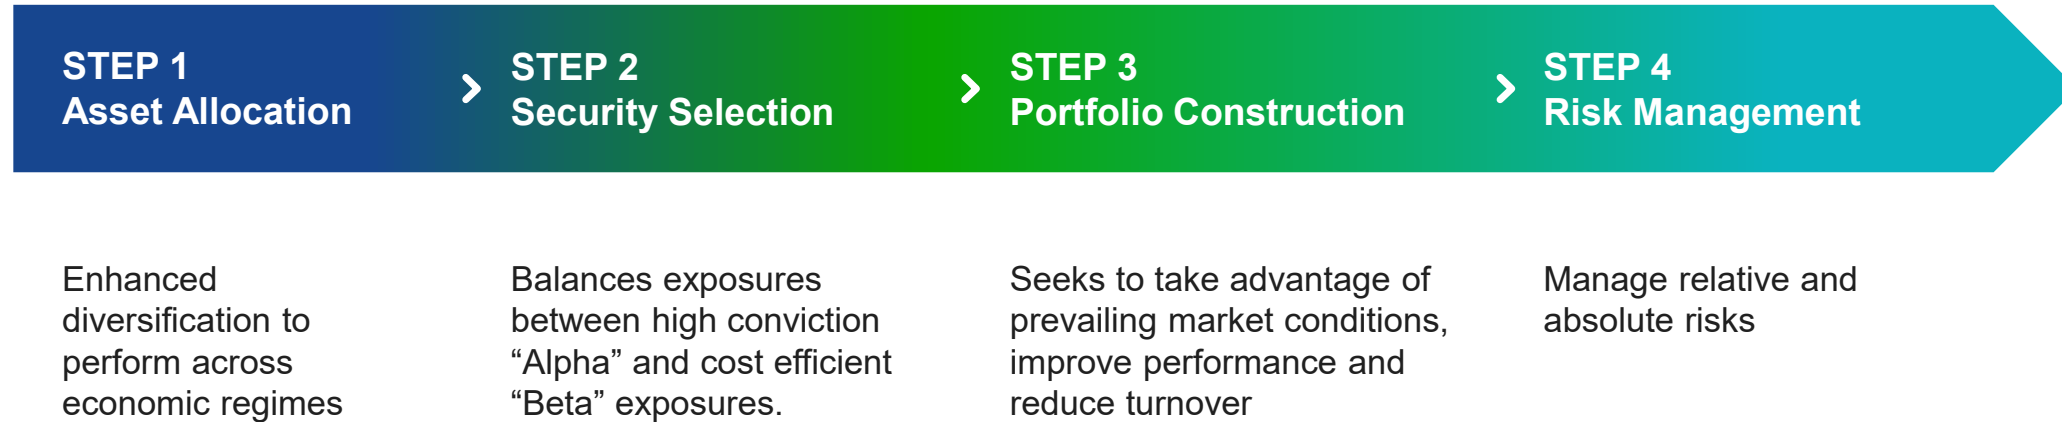 STEP 1
Asset Allocation
STEP 2
Security Selection
STEP 3
Portfolio Construction
STEP 4
Risk Management
Enhanced
diversification to
perform across
economic regimes
Balances exposures
between high conviction
“Alpha” and cost efficient
“Beta” exposures.
Seeks to take advantage of
prevailing market conditions,
improve performance and
reduce turnover
Manage relative and
absolute risks